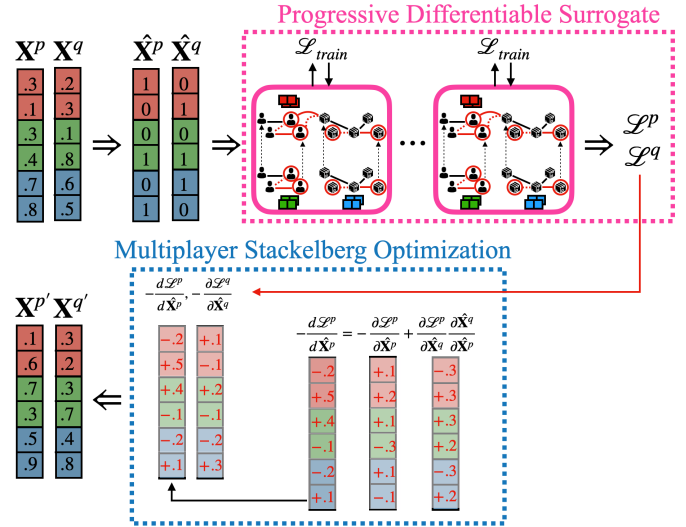 Progressive Differentiable Surrogate
X^p X^q X̂^p X̂^q
ℒ_train ℒ_train
.3 .2 1 0
.1 .3 0 1
.3 .1 0 0
.4 .8 1 1
.7 .6 0 1
.8 .5 1 0
⇒ ⇒ ... ⇒
ℒ^p
ℒ^q
Multiplayer Stackelberg Optimization
-dℒ^p/dX̂^p, -∂ℒ^q/∂X̂^q
-dℒ^p/dX̂^p = -∂ℒ^p/∂X̂^p + ∂ℒ^p/∂X̂^q ∂X̂^q/∂X̂^p
X^p' X^q'
.1 .3
.6 .2
.7 .3
.3 .7
.5 .4
.9 .8
⇐
-.2 +.1
+.5 -.1
+.4 +.2
-.1 -.1
-.2 -.2
+.1 +.3
-.2 +.1 -.3
+.5 +.2 +.3
+.4 +.1 +.3
-.1 -.3 +.2
-.2 +.1 -.3
+.1 -.1 +.2